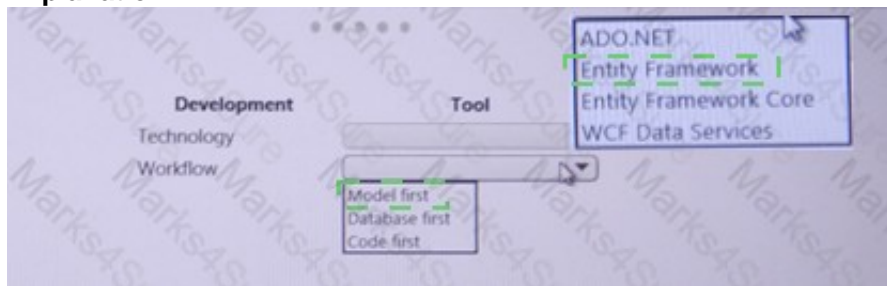 ADO.NET
Entity Framework
Entity Framework Core
WCF Data Services
Development Tool
Technology
Workflow
Model first
Database first
Code first
Marks4Sure